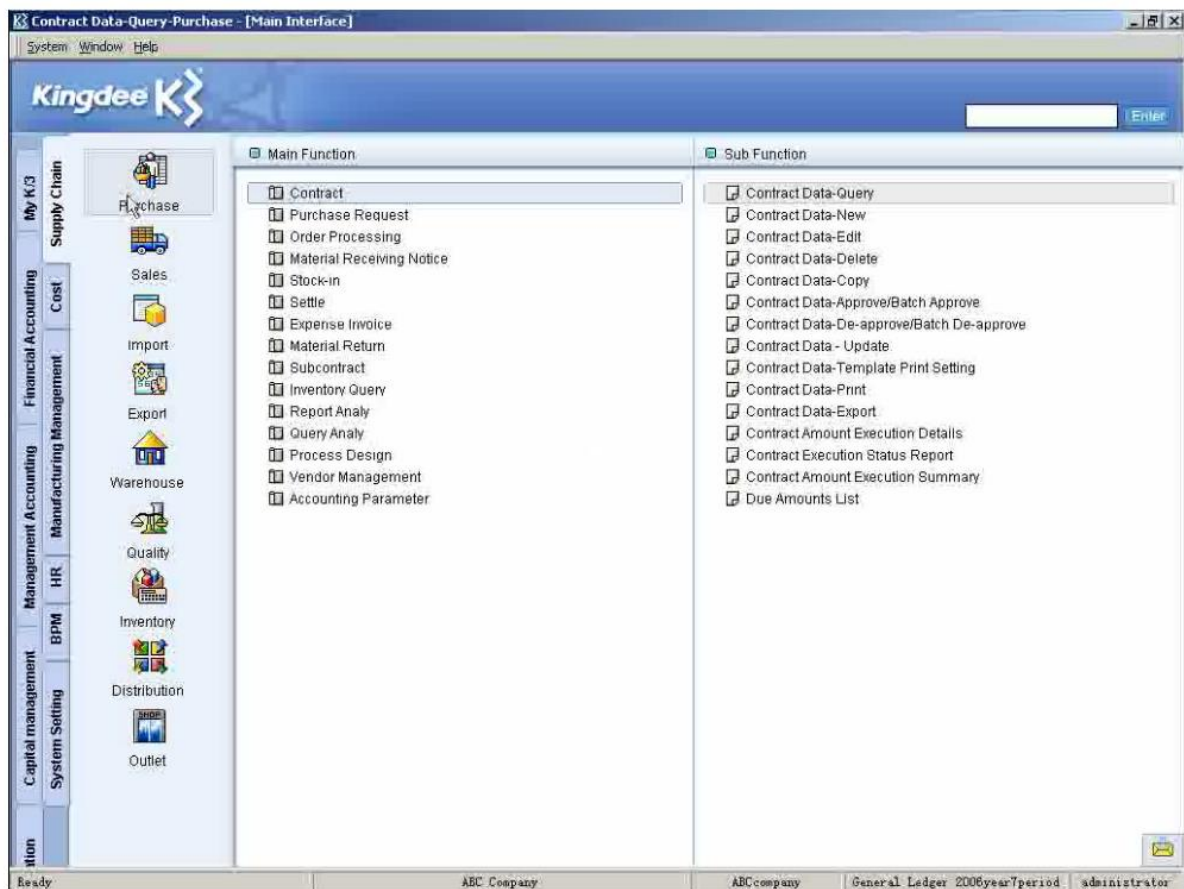 Contract Data-Query-Purchase - [Main Interface]
System Window Help
Kingdee K3
Enter
My K/3
Financial Accounting
Management Accounting
Capital management
tion
Supply Chain
Cost
Manufacturing Management
HR
BPM
System Setting
Purchase
Sales
Import
Export
Warehouse
Quality
Inventory
Distribution
SHOP
Outlet
Main Function
Contract
Purchase Request
Order Processing
Material Receiving Notice
Stock-in
Settle
Expense Invoice
Material Return
Subcontract
Inventory Query
Report Analy
Query Analy
Process Design
Vendor Management
Accounting Parameter
Sub Function
Contract Data-Query
Contract Data-New
Contract Data-Edit
Contract Data-Delete
Contract Data-Copy
Contract Data-Approve/Batch Approve
Contract Data-De-approve/Batch De-approve
Contract Data - Update
Contract Data-Template Print Setting
Contract Data-Print
Contract Data-Export
Contract Amount Execution Details
Contract Execution Status Report
Contract Amount Execution Summary
Due Amounts List
Ready ABC Company ABCcompany General Ledger 2006year7period administrator